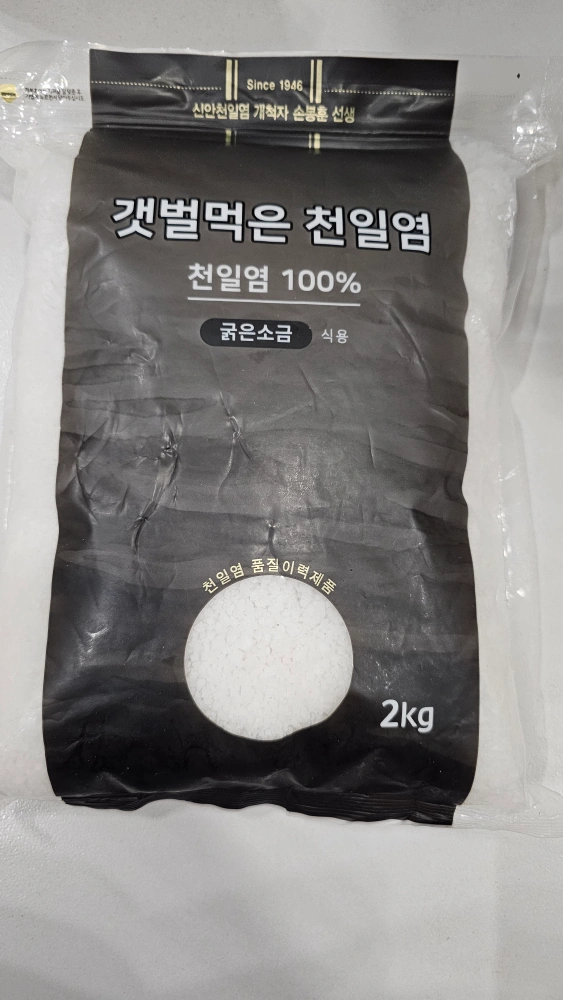 Since 1946
신안천일염 개척자 손봉훈 선생
갯벌먹은 천일염
천일염 100%
굵은소금 식용
천일염 품질이력제품
2kg